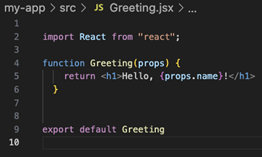 my-app > src > JS Greeting.jsx > ...
1
2 import React from "react";
3
4 function Greeting(props) {
5 return <h1>Hello, {props.name}!</h1>
6 }
7
8
9 export default Greeting
10